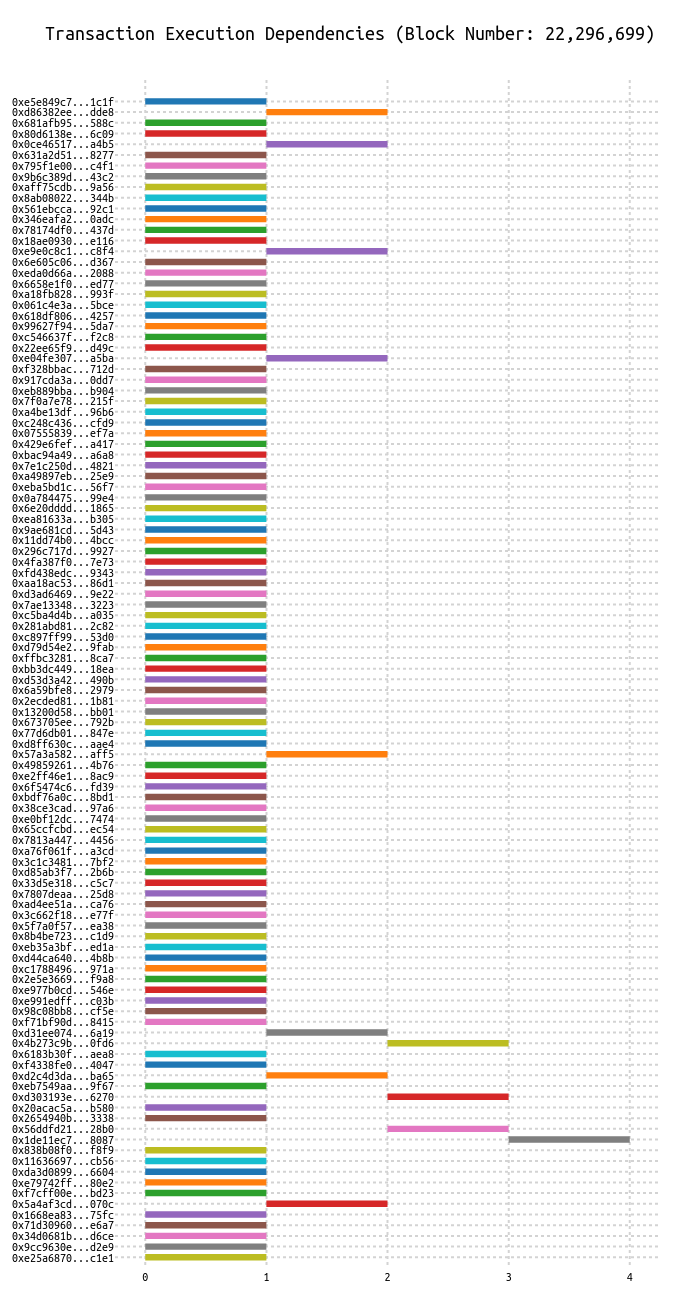 Transaction Execution Dependencies (Block Number: 22,296,699)
0xe5e849c7...1c1f
0xd86382ee...dde8
0x681afb95...588c
0x80d6138e...6c09
0x0ce46517...a4b5
0x631a2d51...8277
0x795f1e00...c4f1
0x9b6c389d...43c2
0xaff75cdb...9a56
0x8ab08022...344b
0x561ebcca...92c1
0x346eafa2...0adc
0x78174df0...437d
0x18ae0930...e116
0xe9e0c8c1...c8f4
0x6e605c06...d367
0xeda0d66a...2088
0x6658e1f0...ed77
0xa18fb828...993f
0x061c4e3a...5bce
0x618df806...4257
0x99627f94...5da7
0xc546637f...f2c8
0x22ee65f9...d49c
0xe04fe307...a5ba
0xf328bbac...712d
0x917cda3a...0dd7
0xeb889bba...b904
0x7f0a7e78...215f
0xa4be13df...96b6
0xc248c436...cfd9
0x07555839...ef7a
0x429e6fef...a417
0xbac94a49...a6a8
0x7e1c250d...4821
0xa49897eb...25e9
0xeba5bd1c...56f7
0x0a784475...99e4
0x6e20dddd...1865
0xea81633a...b305
0x9ae681cd...5d43
0x11dd74b0...4bcc
0x296c717d...9927
0x4fa387f0...7e73
0xfd438edc...9343
0xaa18ac53...86d1
0xd3ad6469...9e22
0x7ae13348...3223
0xc5ba4d4b...a035
0x281abd81...2c82
0xc897ff99...53d0
0xd79d54e2...9fab
0xffbc3281...8ca7
0xbb3dc449...18ea
0xd53d3a42...490b
0x6a59bfe8...2979
0x2ecded81...1b81
0x13200d58...bb01
0x673705ee...792b
0x77d6db01...847e
0xd8ff630c...aae4
0x57a3a582...aff5
0x49859261...4b76
0xe2ff46e1...8ac9
0x6f5474c6...fd39
0xbdf76a0c...8bd1
0x38ce3cad...97a6
0xe0bf12dc...7474
0x65ccfcbd...ec54
0x7813a447...4456
0xa76f061f...a3cd
0x3c1c3481...7bf2
0xd85ab3f7...2b6b
0x33d5e318...c5c7
0x7807deaa...25d8
0xad4ee51a...ca76
0x3c662f18...e77f
0x5f7a0f57...ea38
0x8b4be723...c1d9
0xeb35a3bf...ed1a
0xd44ca640...4b8b
0xc1788496...971a
0x2e5e3669...f9a8
0xe977b0cd...546e
0xe991edff...c03b
0x98c08bb8...cf5e
0xf71bf90d...8415
0xd31ee074...6a19
0x4b273c9b...0fd6
0x6183b30f...aea8
0xf4338fe0...4047
0xd2c4d3da...ba65
0xeb7549aa...9f67
0xd303193e...6270
0x20acac5a...b580
0x2654940b...3338
0x56ddfd21...28b0
0x1de11ec7...8087
0x838b08f0...f8f9
0x11636697...cb56
0xda3d0899...6604
0xe79742ff...80e2
0xf7cff00e...bd23
0x5a4af3cd...070c
0x1668ea83...75fc
0x71d30960...e6a7
0x34d0681b...d6ce
0x9cc9630e...d2e9
0xe25a6870...c1e1
0 1 2 3 4